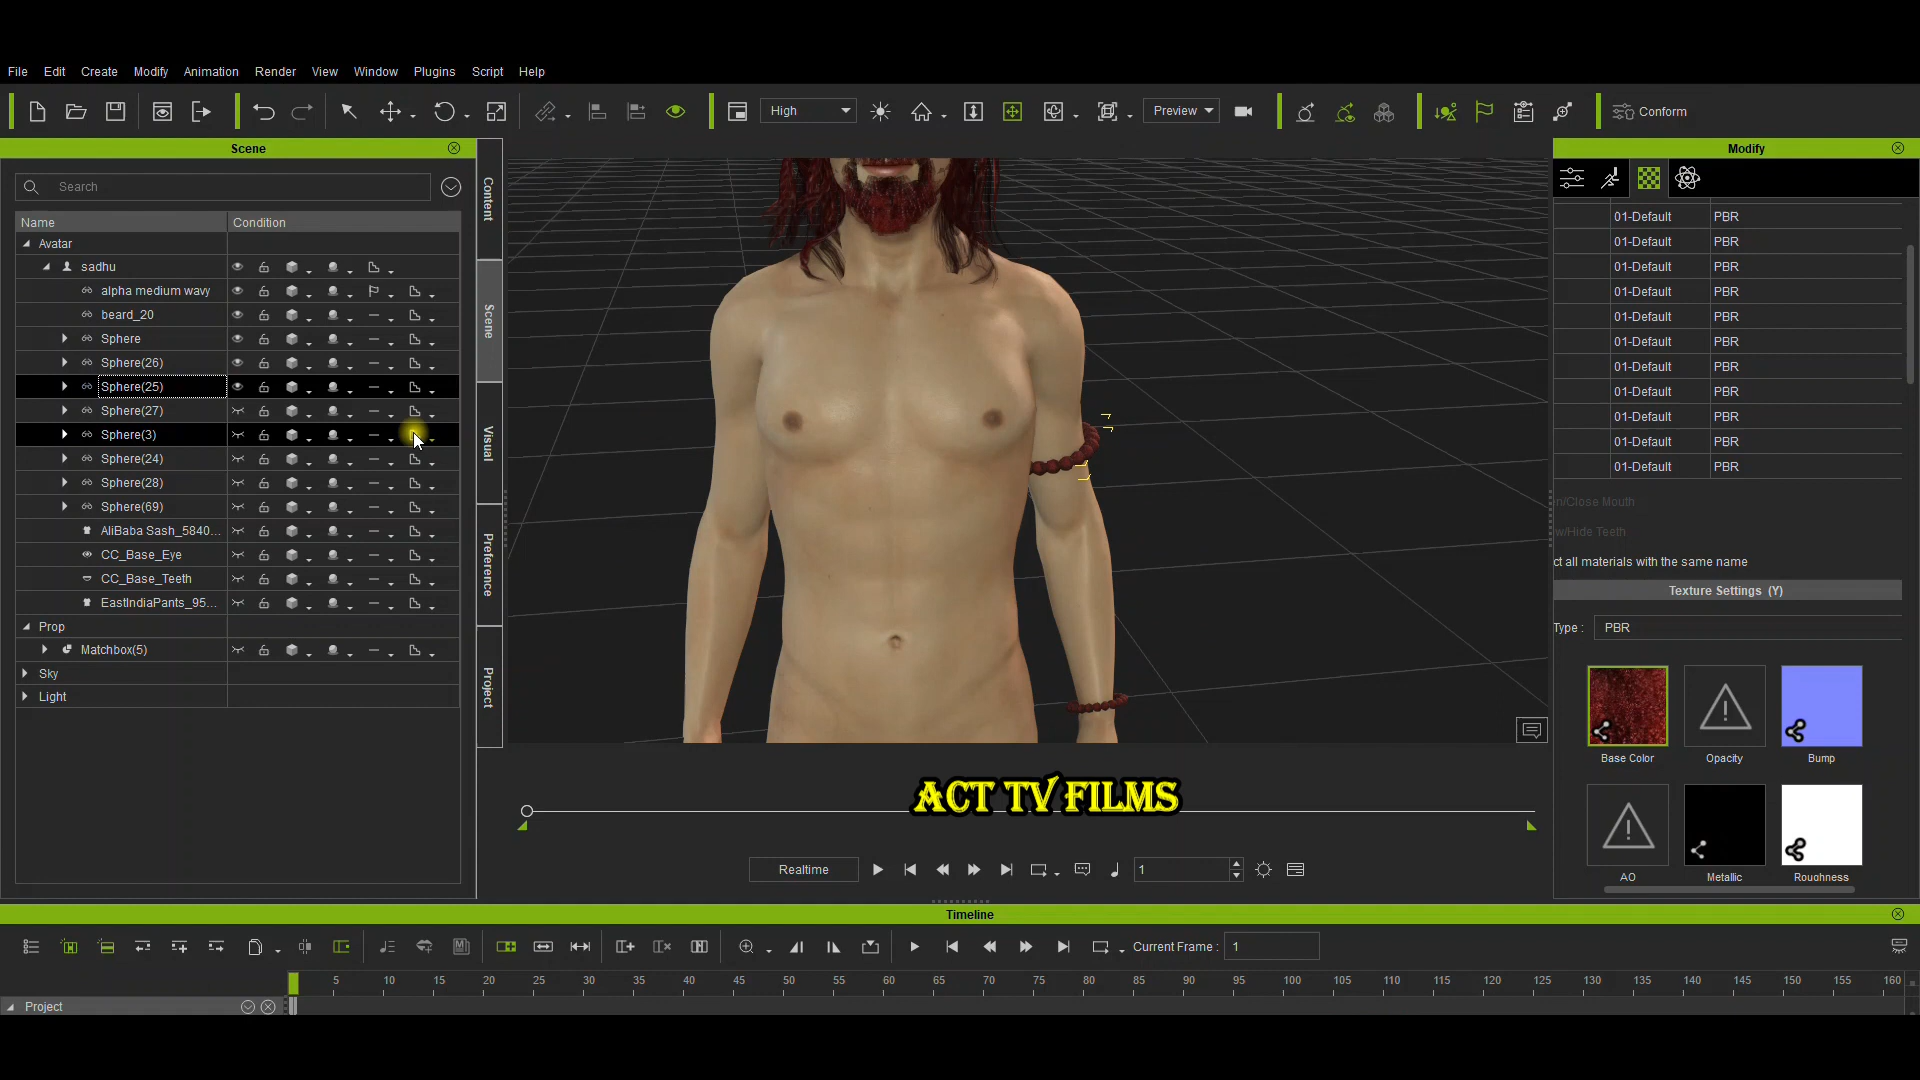 File Edit Create Modify Animation Render View Window Plugins Script Help
High
Preview
Conform
Scene
Search
Name Condition
Avatar
sadhu
alpha medium wavy
beard_20
Sphere
Sphere(26)
Sphere(25)
Sphere(27)
Sphere(3)
Sphere(24)
Sphere(28)
Sphere(69)
AliBaba Sash_5840...
CC_Base_Eye
CC_Base_Teeth
EastIndiaPants_95...
Prop
Matchbox(5)
Sky
Light
Content
Scene
Visual
Preference
Project
Modify
01-Default PBR
01-Default PBR
01-Default PBR
01-Default PBR
01-Default PBR
01-Default PBR
01-Default PBR
01-Default PBR
01-Default PBR
01-Default PBR
01-Default PBR
n/Close Mouth
w/Hide Teeth
ct all materials with the same name
Texture Settings (Y)
Type : PBR
Base Color Opacity Bump
AO Metallic Roughness
ACT TV FILMS
Realtime
1
Timeline
Current Frame : 1
5 10 15 20 25 30 35 40 45 50 55 60 65 70 75 80 85 90 95 100 105 110 115 120 125 130 135 140 145 150 155 160
Project